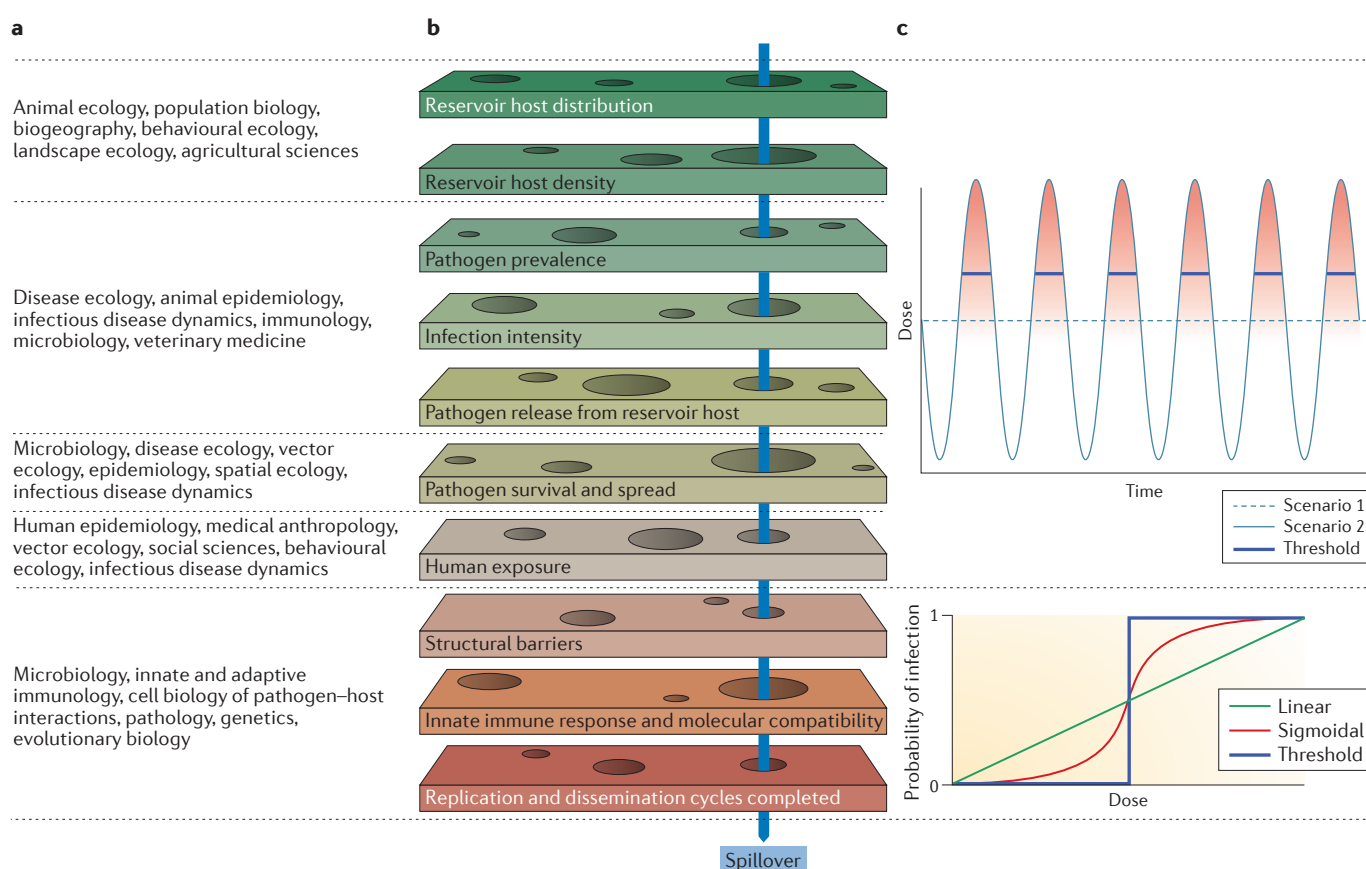 a
b
c
Animal ecology, population biology,
biogeography, behavioural ecology,
landscape ecology, agricultural sciences
Disease ecology, animal epidemiology,
infectious disease dynamics, immunology,
microbiology, veterinary medicine
Microbiology, disease ecology, vector
ecology, epidemiology, spatial ecology,
infectious disease dynamics
Human epidemiology, medical anthropology,
vector ecology, social sciences, behavioural
ecology, infectious disease dynamics
Microbiology, innate and adaptive
immunology, cell biology of pathogen–host
interactions, pathology, genetics,
evolutionary biology
Reservoir host distribution
Reservoir host density
Pathogen prevalence
Infection intensity
Pathogen release from reservoir host
Pathogen survival and spread
Human exposure
Structural barriers
Innate immune response and molecular compatibility
Replication and dissemination cycles completed
Spillover
Dose
Time
Scenario 1
Scenario 2
Threshold
Probability of infection
1
0
Dose
Linear
Sigmoidal
Threshold